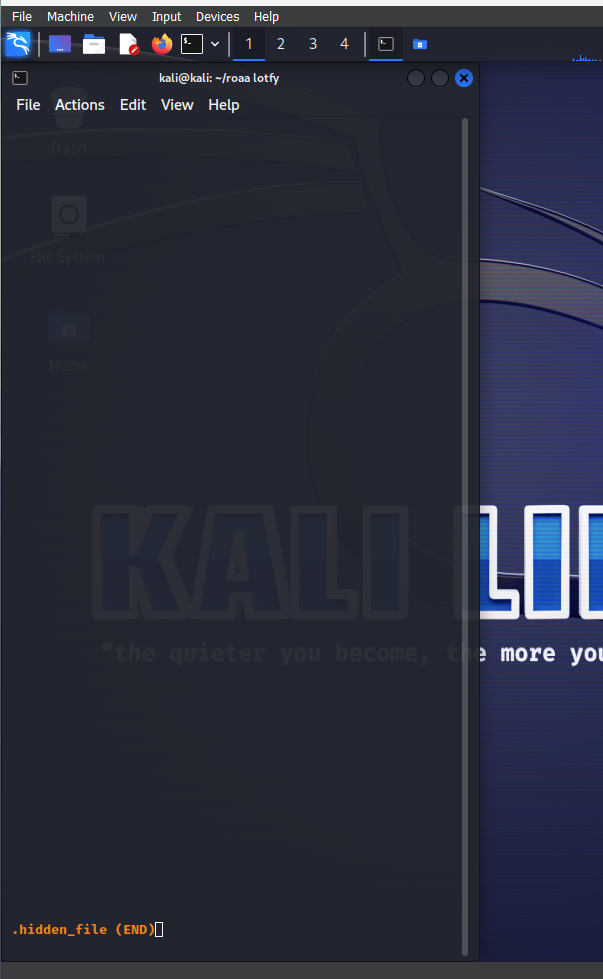 File Machine View Input Devices Help
1 2 3 4
kali@kali: ~/roaa lotfy
File Actions Edit View Help
Trash
File System
Home
KALI LI
"the quieter you become, the more you
.hidden_file (END)